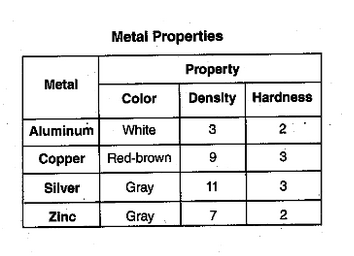 Metal Properties
Metal
Property
Color Density Hardness
Aluminum White 3 2
Copper Red-brown 9 3
Silver Gray 11 3
Zinc Gray 7 2